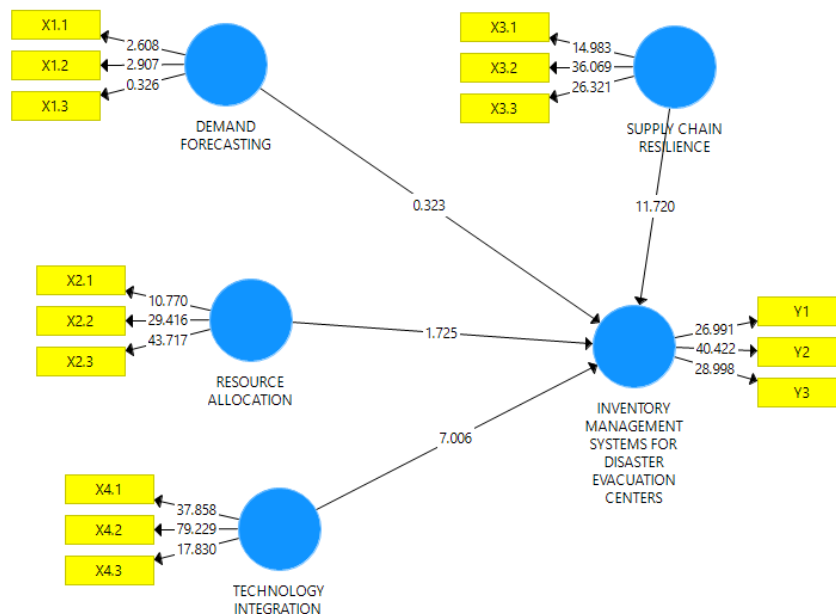 X1.1
2.608
X1.2
2.907
X1.3
0.326
DEMAND
FORECASTING
X3.1
14.983
X3.2
36.069
X3.3
26.321
SUPPLY CHAIN
RESILIENCE
0.323
11.720
X2.1
10.770
X2.2
29.416
X2.3
43.717
RESOURCE
ALLOCATION
1.725
26.991
Y1
40.422
Y2
28.998
Y3
INVENTORY
MANAGEMENT
SYSTEMS FOR
DISASTER
EVACUATION
CENTERS
7.006
X4.1
37.858
X4.2
79.229
X4.3
17.830
TECHNOLOGY
INTEGRATION